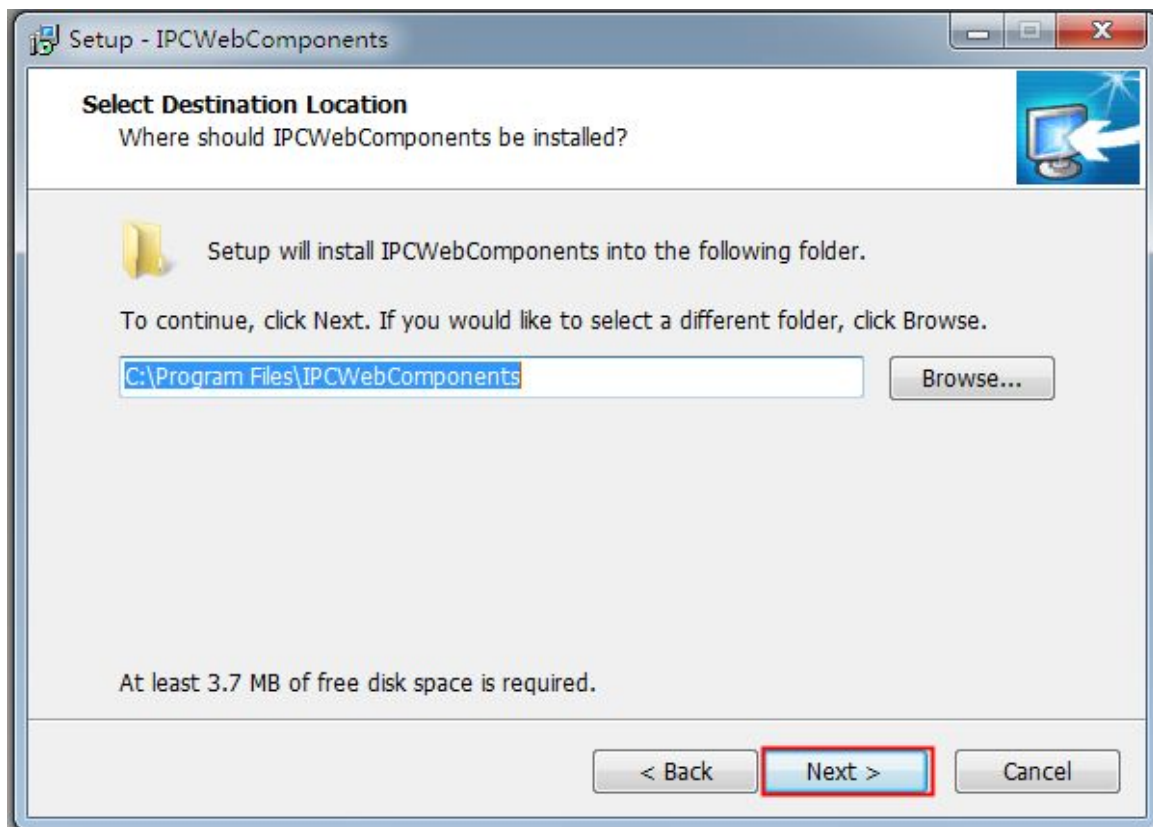 Setup - IPCWebComponents
Select Destination Location
Where should IPCWebComponents be installed?
Setup will install IPCWebComponents into the following folder.
To continue, click Next. If you would like to select a different folder, click Browse.
C:\Program Files\IPCWebComponents
Browse...
At least 3.7 MB of free disk space is required.
< Back
Next >
Cancel